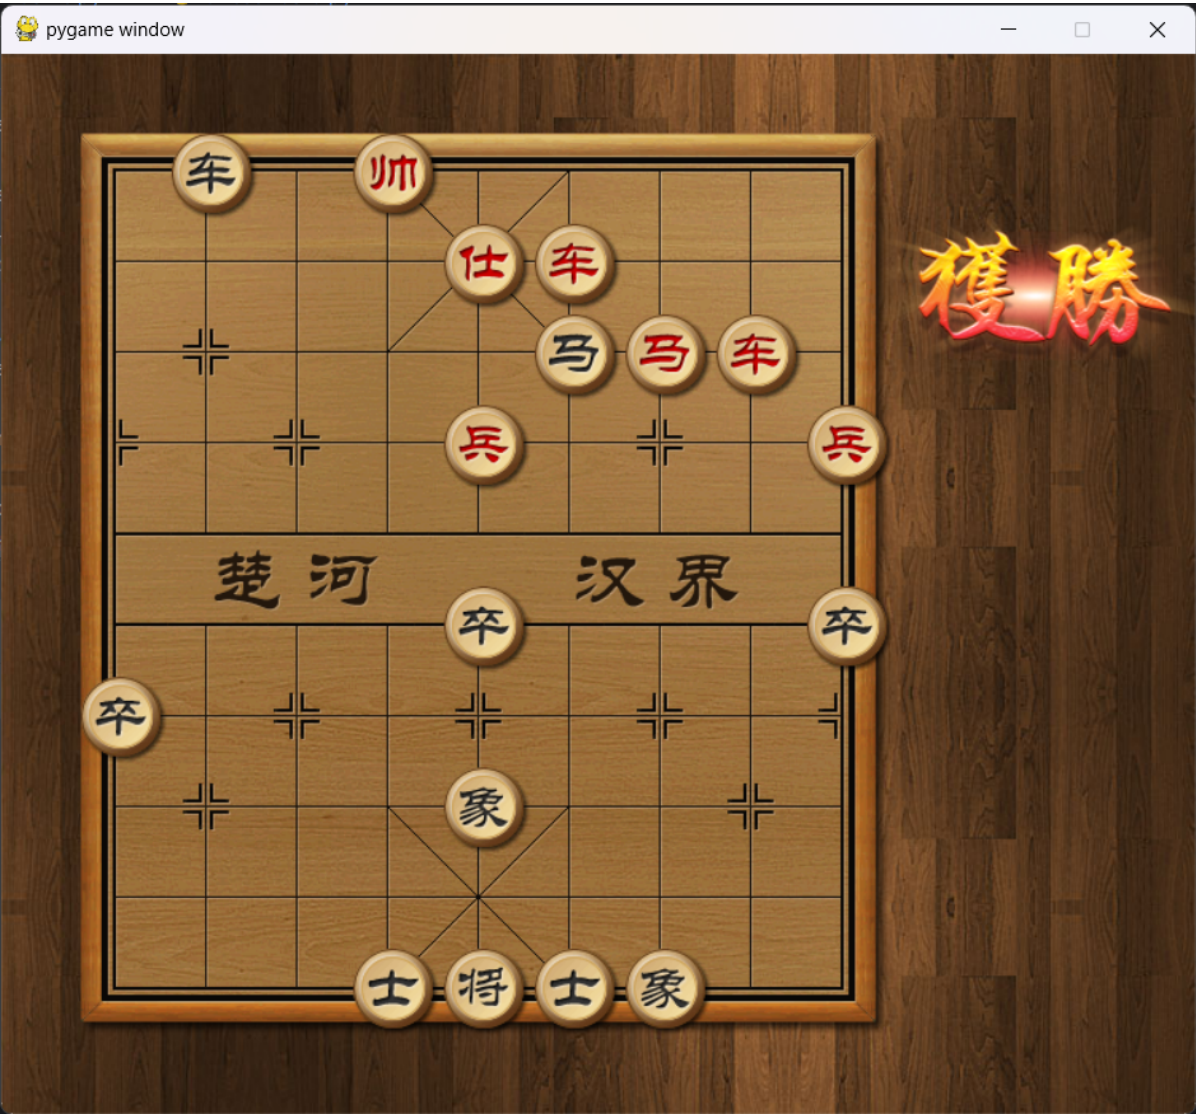 pygame window
车 帅
仕 车
獲勝
马 马 车
兵 兵
楚河 汉界
卒 卒
卒
象
士 将 士 象